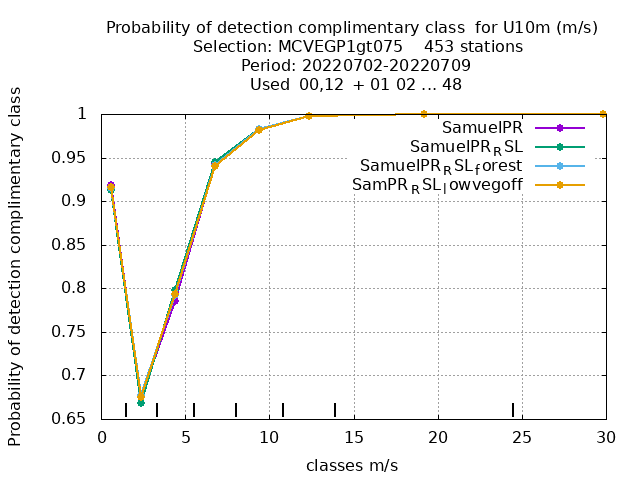 Probability of detection complimentary class  for U10m (m/s)
Selection: MCVEGP1gt075    453 stations
Period: 20220702-20220709
Used  00,12  + 01 02 ... 48
Probability of detection complimentary class
1
0.95
0.9
0.85
0.8
0.75
0.7
0.65
SamuelPR
SamuelPR_RSL
SamuelPR_RSL_forest
SamPR_RSL_lowvegoff
0 5 10 15 20 25 30
classes m/s